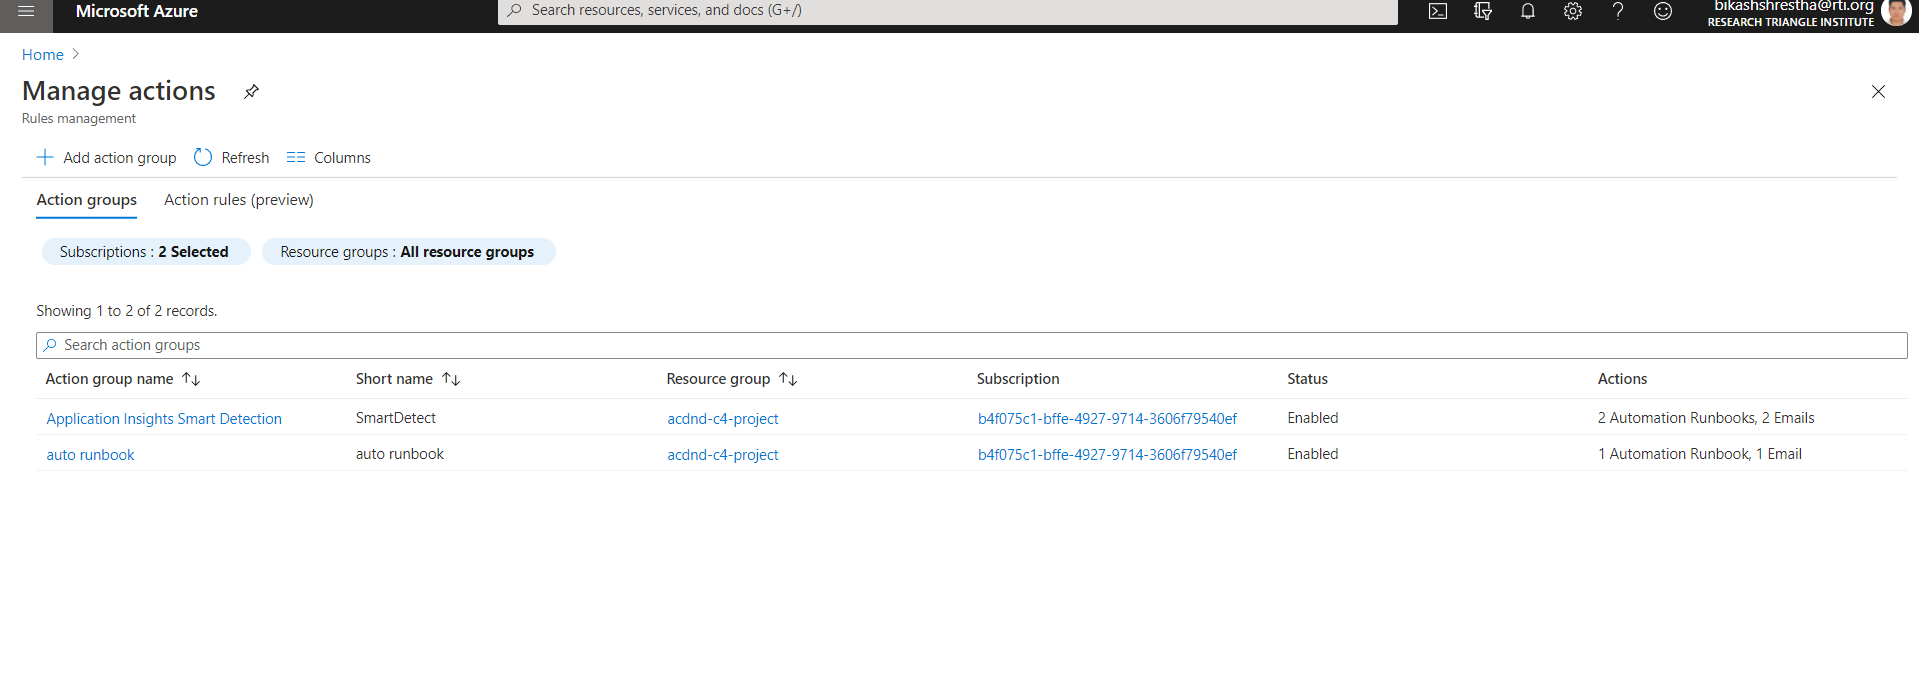 Microsoft Azure
Search resources, services, and docs (G+/)
bikashshrestha@rti.org
RESEARCH TRIANGLE INSTITUTE
Home
Manage actions
Rules management
Add action group Refresh Columns
Action groups Action rules (preview)
Subscriptions : 2 Selected Resource groups : All resource groups
Showing 1 to 2 of 2 records.
Search action groups
Action group name Short name Resource group Subscription Status Actions
Application Insights Smart Detection SmartDetect acdnd-c4-project b4f075c1-bffe-4927-9714-3606f79540ef Enabled 2 Automation Runbooks, 2 Emails
auto runbook auto runbook acdnd-c4-project b4f075c1-bffe-4927-9714-3606f79540ef Enabled 1 Automation Runbook, 1 Email